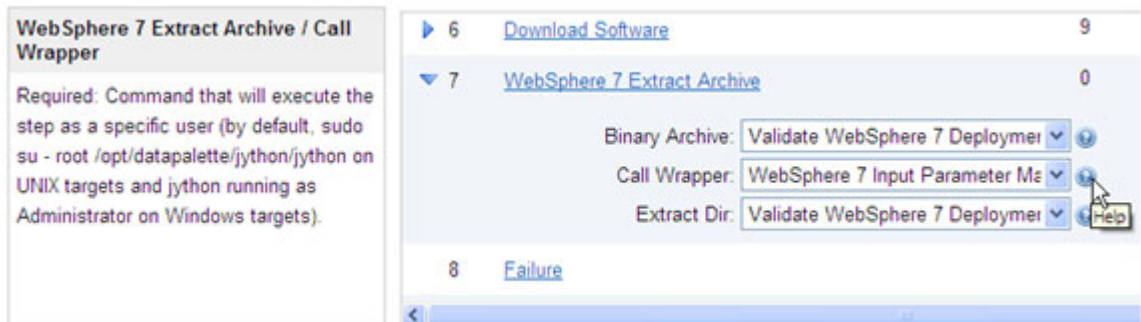 WebSphere 7 Extract Archive / Call
Wrapper
Required: Command that will execute the
step as a specific user (by default, sudo
su - root /opt/datapalette/jython/jython on
UNIX targets and jython running as
Administrator on Windows targets).
6 Download Software 9
7 WebSphere 7 Extract Archive 0
Binary Archive: Validate WebSphere 7 Deploymer
Call Wrapper: WebSphere 7 Input Parameter Ma
Extract Dir: Validate WebSphere 7 Deploymer
Help
8 Failure